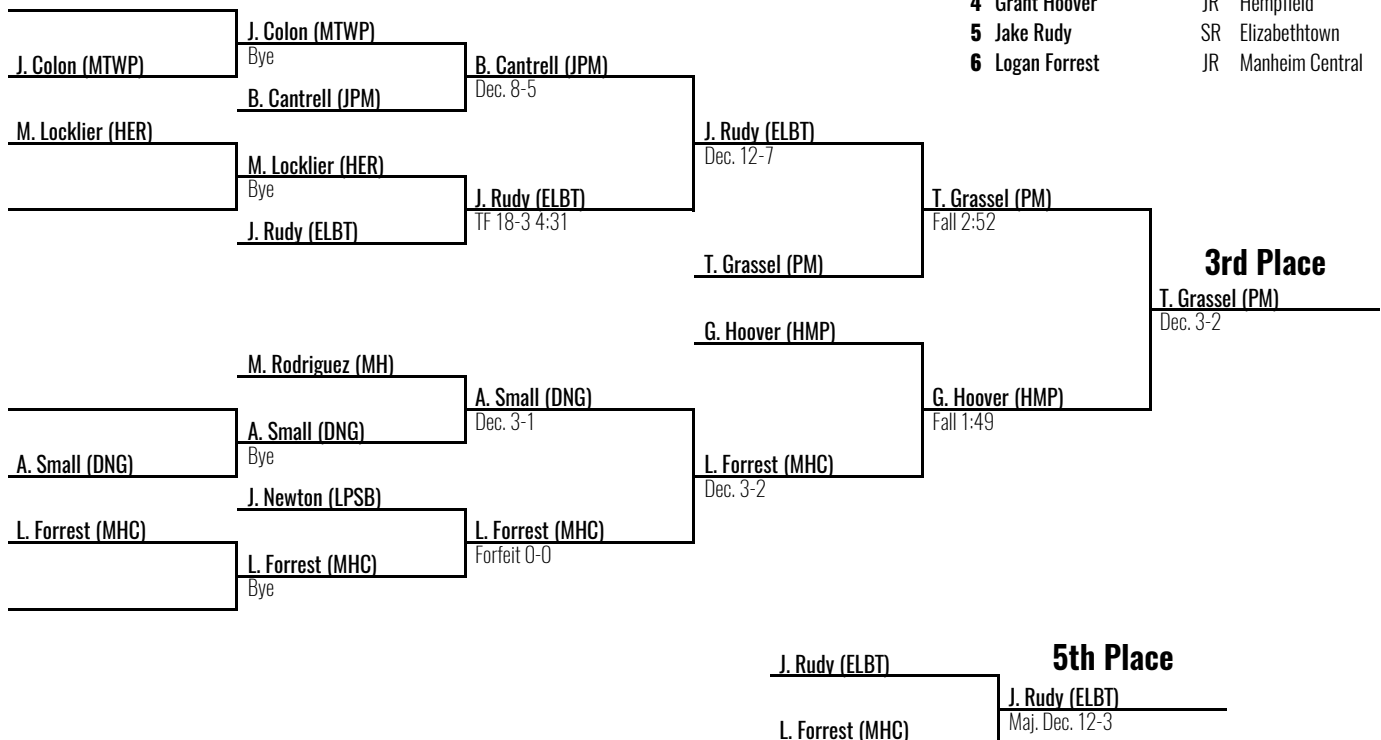 4 Grant Hoover JR Hempfield
5 Jake Rudy SR Elizabethtown
6 Logan Forrest JR Manheim Central
J. Colon (MTWP)
J. Colon (MTWP)
Bye
B. Cantrell (JPM)
B. Cantrell (JPM)
Dec. 8-5
M. Locklier (HER)
M. Locklier (HER)
Bye
J. Rudy (ELBT)
J. Rudy (ELBT)
TF 18-3 4:31
J. Rudy (ELBT)
Dec. 12-7
T. Grassel (PM)
T. Grassel (PM)
Fall 2:52
3rd Place
T. Grassel (PM)
Dec. 3-2
G. Hoover (HMP)
G. Hoover (HMP)
Fall 1:49
M. Rodriguez (MH)
A. Small (DNG)
Dec. 3-1
A. Small (DNG)
Bye
A. Small (DNG)
L. Forrest (MHC)
Dec. 3-2
J. Newton (LPSB)
L. Forrest (MHC)
L. Forrest (MHC)
Forfeit 0-0
L. Forrest (MHC)
Bye
5th Place
J. Rudy (ELBT)
J. Rudy (ELBT)
Maj. Dec. 12-3
L. Forrest (MHC)